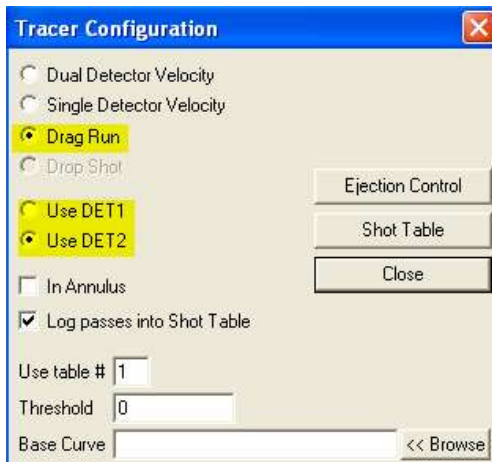 Tracer Configuration
Dual Detector Velocity
Single Detector Velocity
Drag Run
Drop Shot
Use DET1
Use DET2
In Annulus
Log passes into Shot Table
Ejection Control
Shot Table
Close
Use table # 1
Threshold 0
Base Curve << Browse